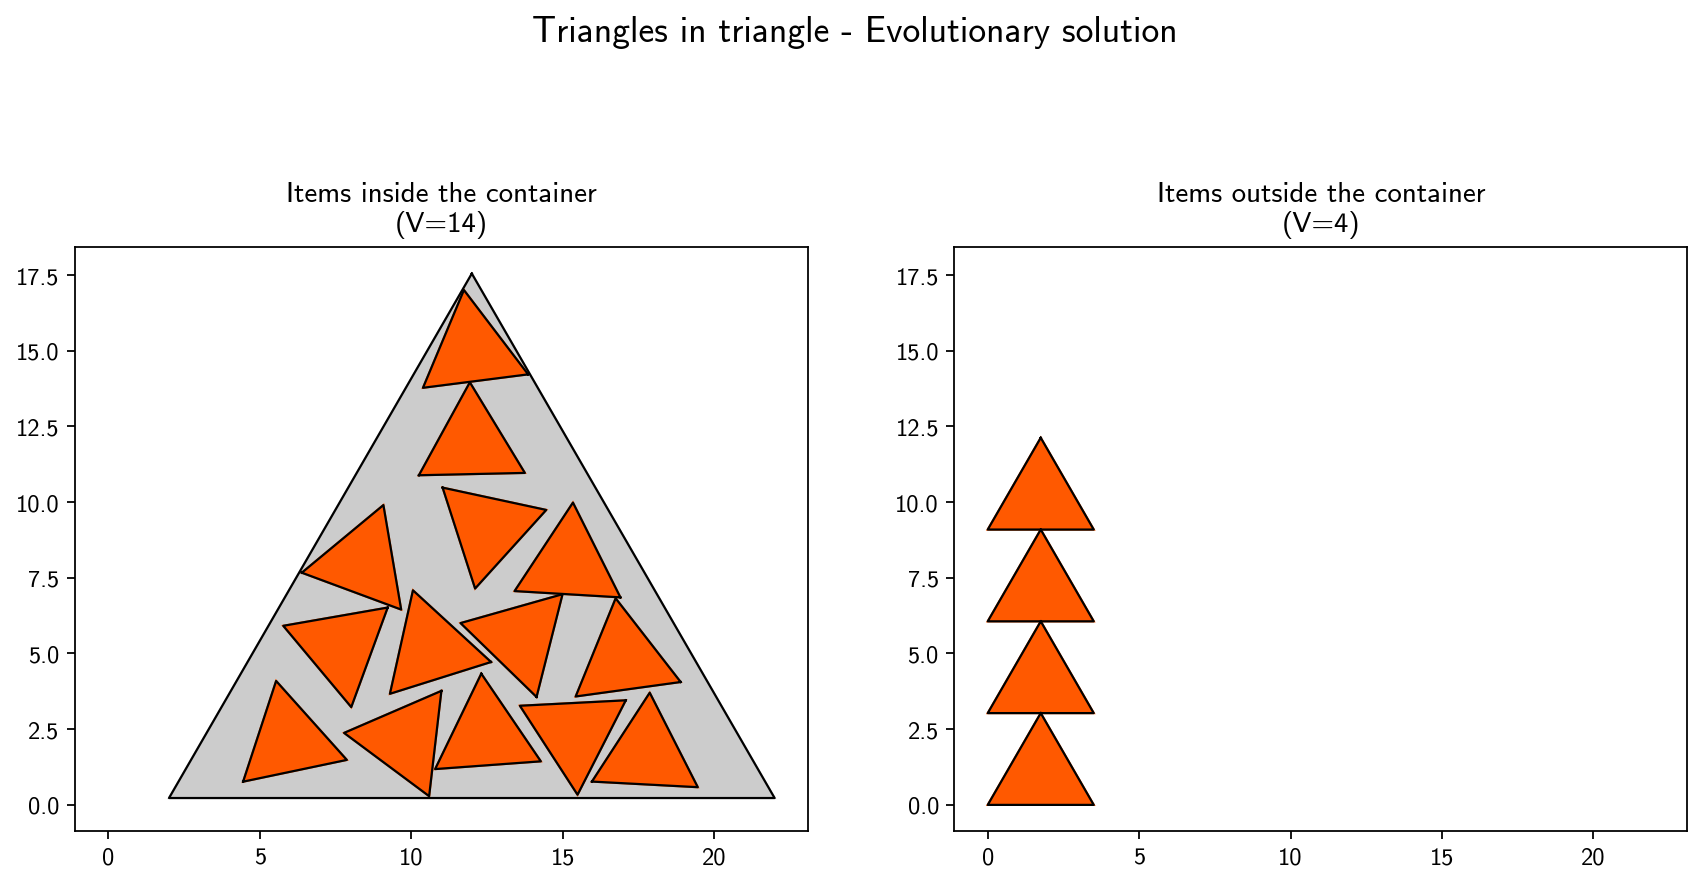 Triangles in triangle - Evolutionary solution
Items inside the container
(V=14)
17.5
15.0
12.5
10.0
7.5
5.0
2.5
0.0
0 5 10 15 20
Items outside the container
(V=4)
17.5
15.0
12.5
10.0
7.5
5.0
2.5
0.0
0 5 10 15 20